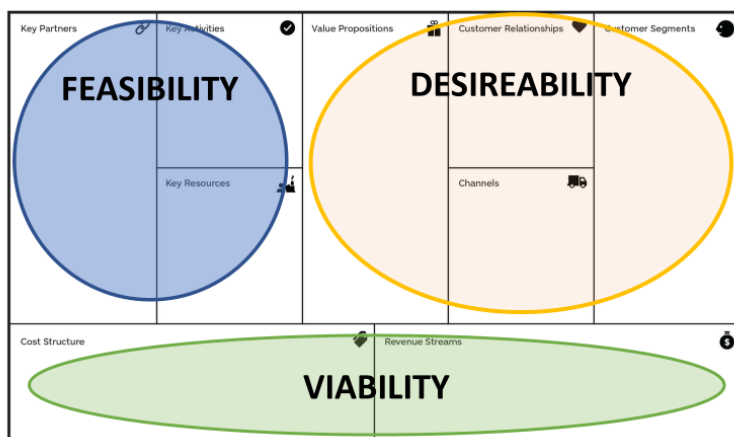 Key Partners
Key Activities
Value Propositions
Customer Relationships
Customer Segments
FEASIBILITY
DESIREABILITY
Key Resources
Channels
Cost Structure
Revenue Streams
VIABILITY